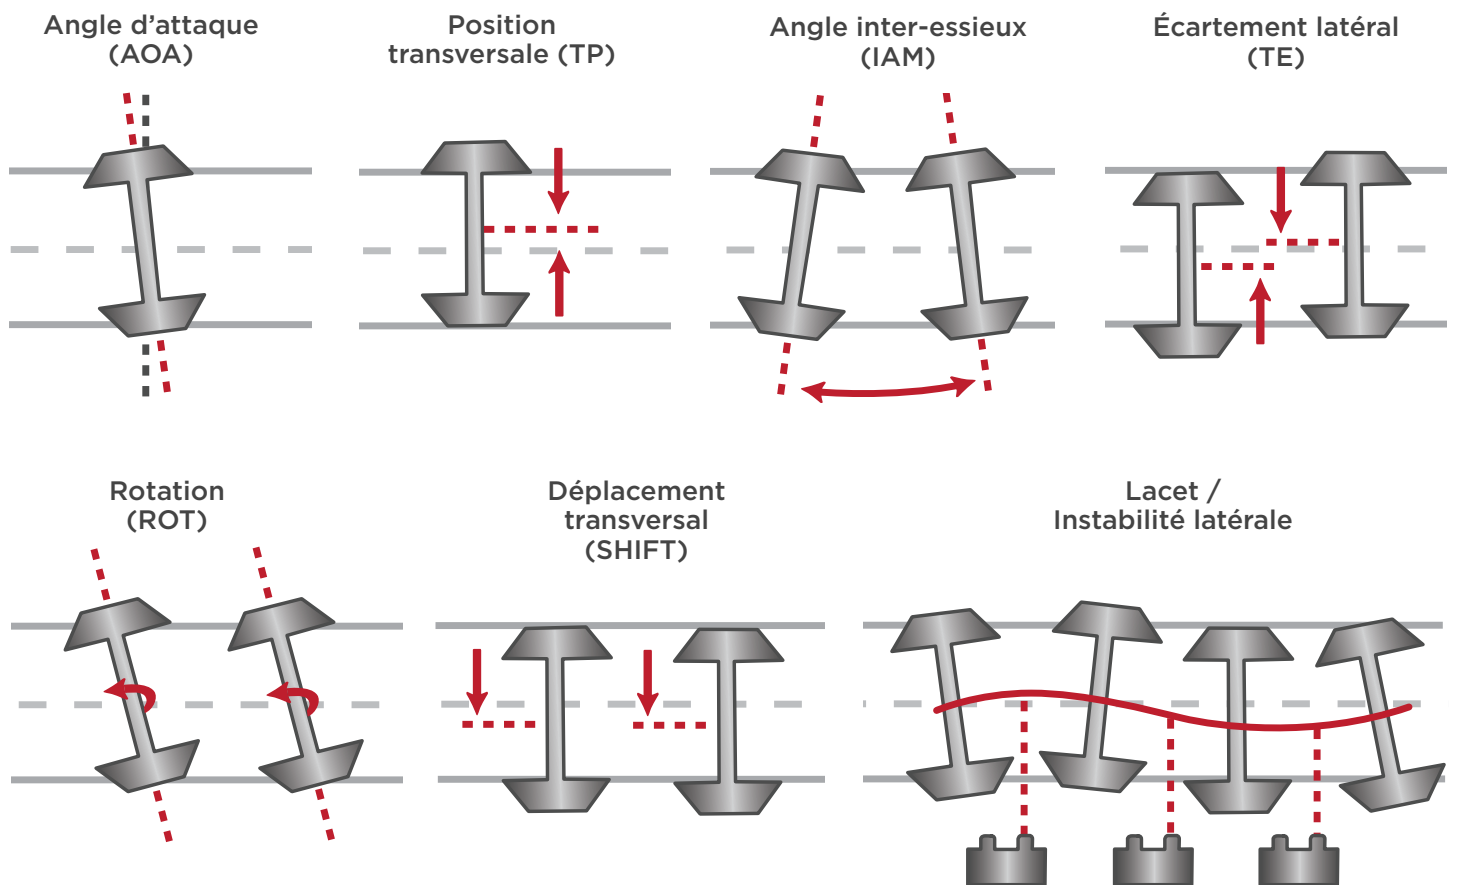 Angle d'attaque
(AOA)
Position
transversale (TP)
Angle inter-essieux
(IAM)
Écartement latéral
(TE)
Rotation
(ROT)
Déplacement
transversal
(SHIFT)
Lacet /
Instabilité latérale